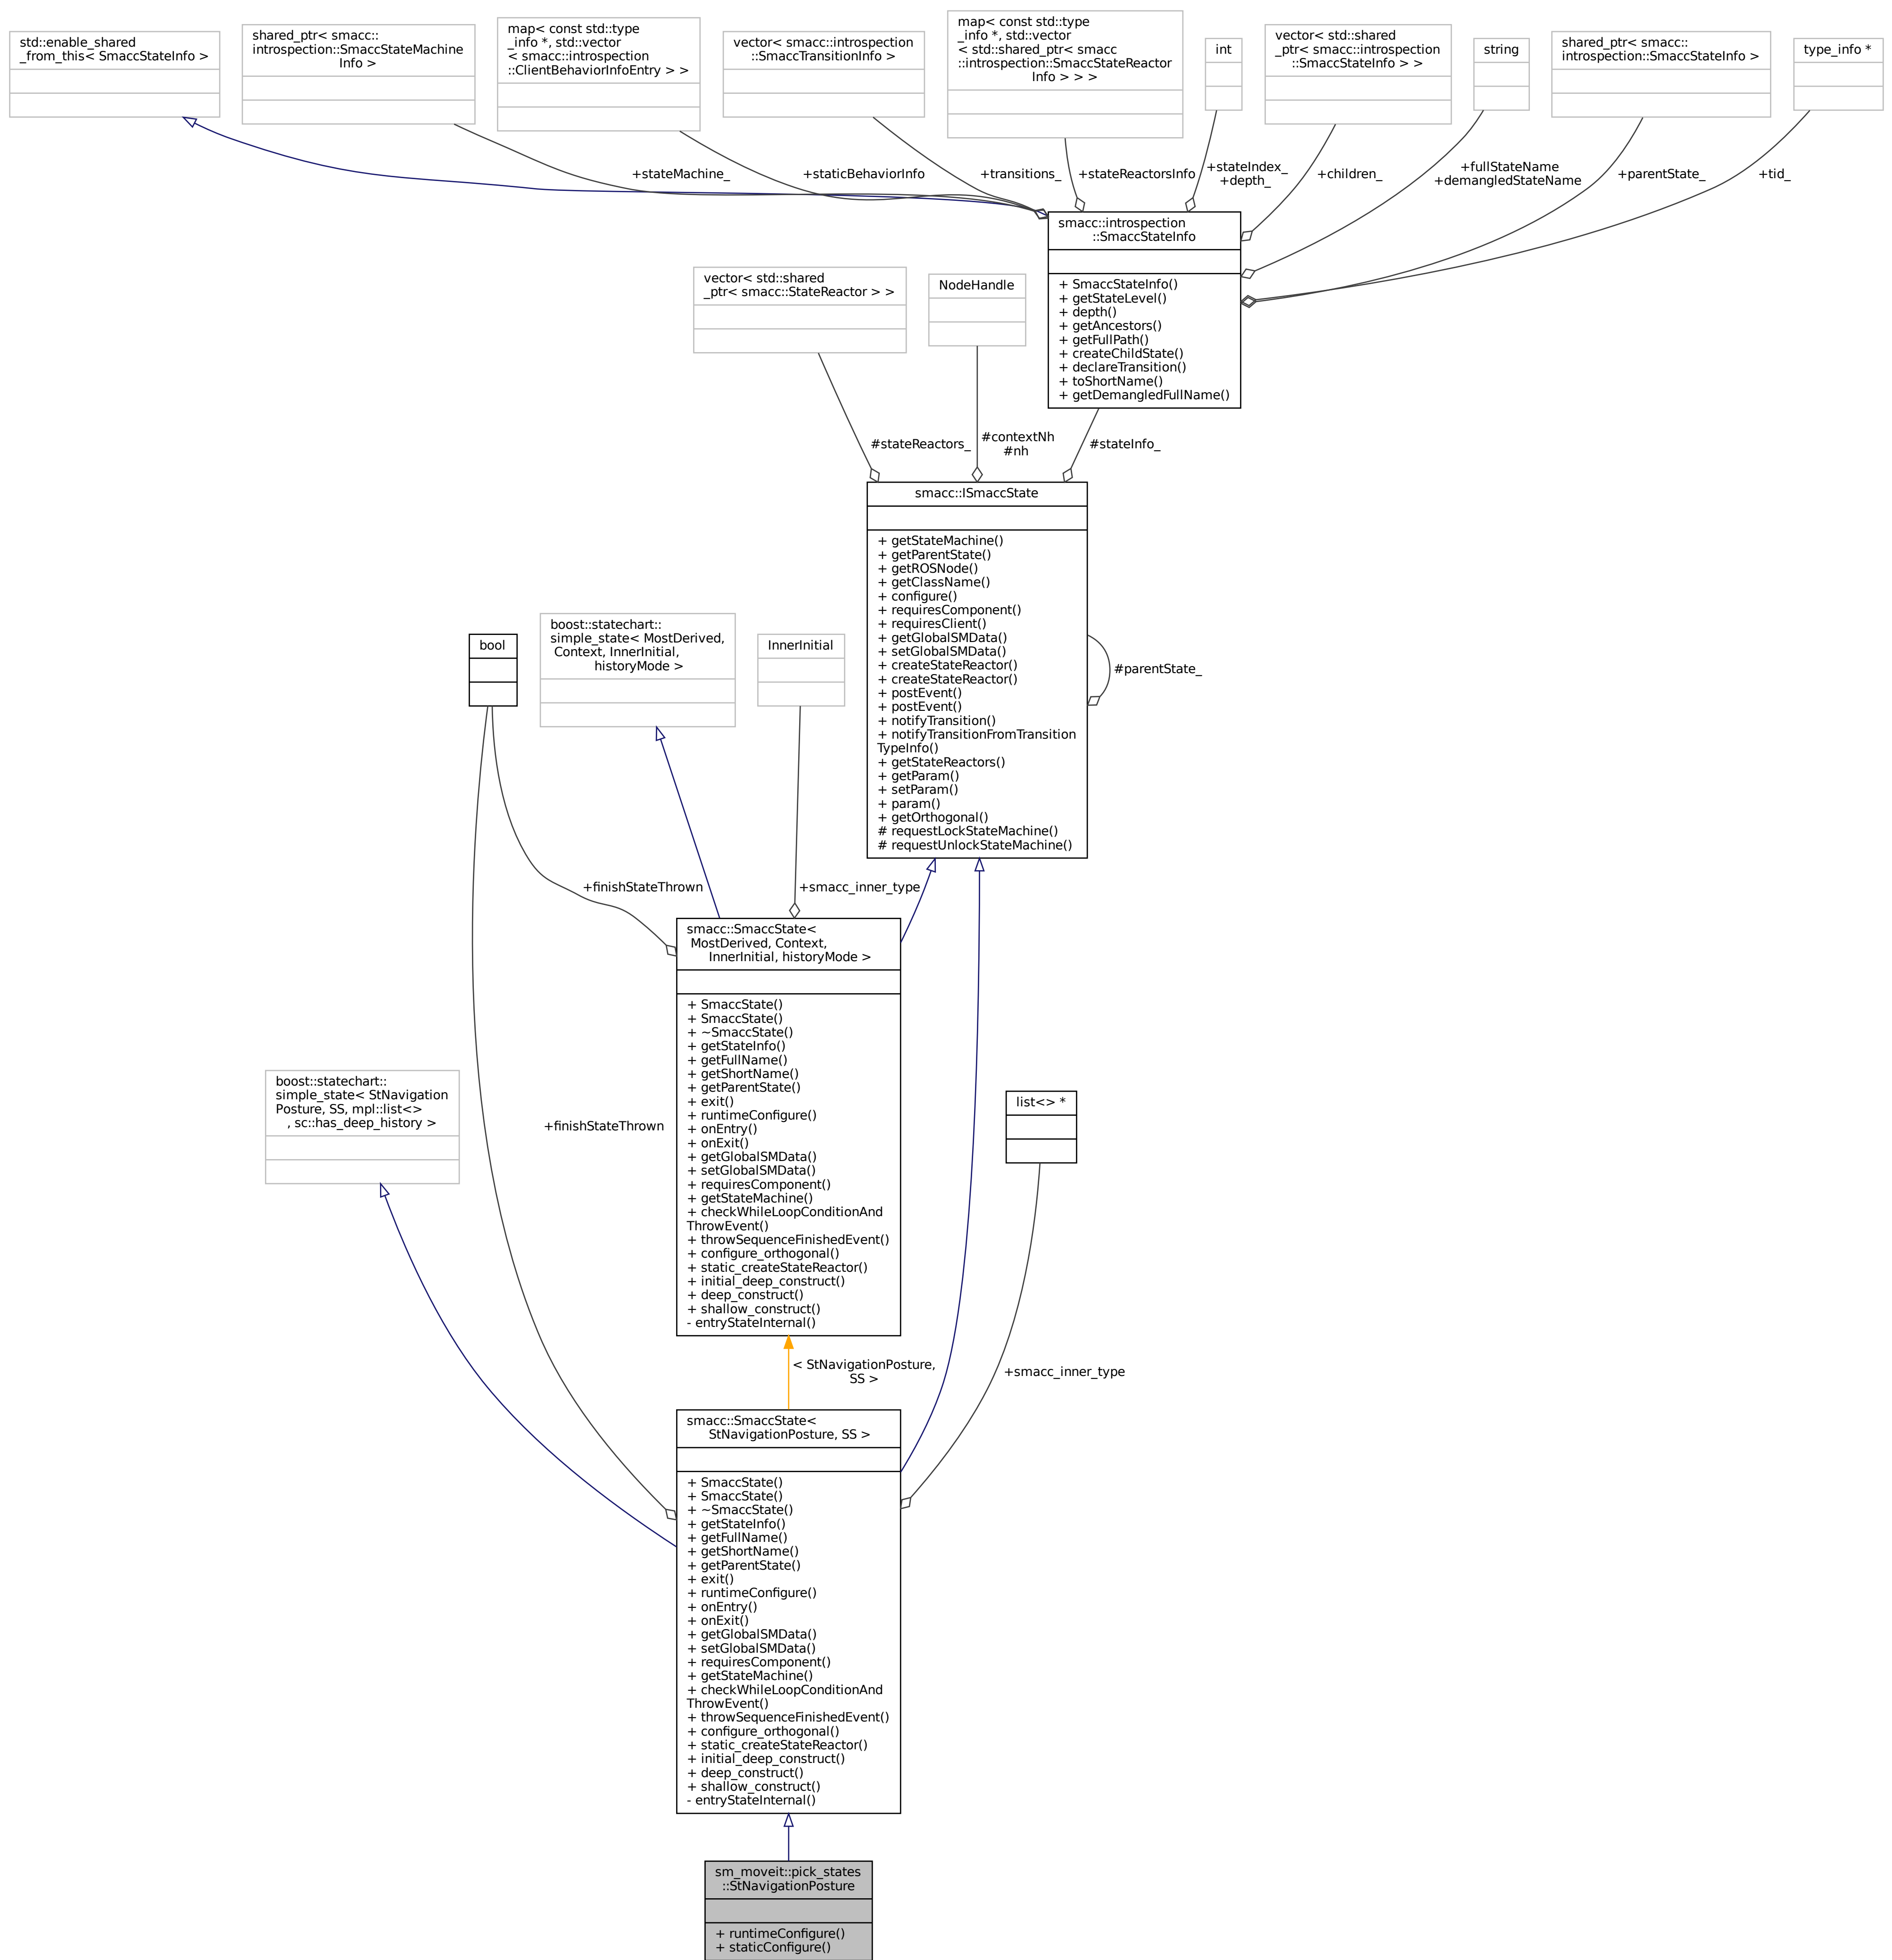 std::enable_shared
_from_this< SmaccStateInfo >
shared_ptr< smacc::
introspection::SmaccStateMachine
Info >
map< const std::type
_info *, std::vector
< smacc::introspection
::ClientBehaviorInfoEntry > >
vector< smacc::introspection
::SmaccTransitionInfo >
map< const std::type
_info *, std::vector
< std::shared_ptr< smacc
::introspection::SmaccStateReactor
Info > > >
int
vector< std::shared
_ptr< smacc::introspection
::SmaccStateInfo > >
string
shared_ptr< smacc::
introspection::SmaccStateInfo >
type_info *
+stateMachine_
+staticBehaviorInfo
+transitions_
+stateReactorsInfo
+stateIndex_
+depth_
+children_
+fullStateName
+demangledStateName
+parentState_
+tid_
smacc::introspection
::SmaccStateInfo
+ SmaccStateInfo()
+ getStateLevel()
+ depth()
+ getAncestors()
+ getFullPath()
+ createChildState()
+ declareTransition()
+ toShortName()
+ getDemangledFullName()
vector< std::shared
_ptr< smacc::StateReactor > >
NodeHandle
#stateReactors_
#contextNh
#nh
#stateInfo_
smacc::ISmaccState
+ getStateMachine()
+ getParentState()
+ getROSNode()
+ getClassName()
+ configure()
+ requiresComponent()
+ requiresClient()
+ getGlobalSMData()
+ setGlobalSMData()
+ createStateReactor()
+ createStateReactor()
+ postEvent()
+ postEvent()
+ notifyTransition()
+ notifyTransitionFromTransition
TypeInfo()
+ getStateReactors()
+ getParam()
+ setParam()
+ param()
+ getOrthogonal()
# requestLockStateMachine()
# requestUnlockStateMachine()
#parentState_
bool
boost::statechart::
simple_state< MostDerived,
Context, InnerInitial,
historyMode >
InnerInitial
+finishStateThrown
+smacc_inner_type
smacc::SmaccState<
MostDerived, Context,
InnerInitial, historyMode >
+ SmaccState()
+ SmaccState()
+ ~SmaccState()
+ getStateInfo()
+ getFullName()
+ getShortName()
+ getParentState()
+ exit()
+ runtimeConfigure()
+ onEntry()
+ onExit()
+ getGlobalSMData()
+ setGlobalSMData()
+ requiresComponent()
+ getStateMachine()
+ checkWhileLoopConditionAnd
ThrowEvent()
+ throwSequenceFinishedEvent()
+ configure_orthogonal()
+ static_createStateReactor()
+ initial_deep_construct()
+ deep_construct()
+ shallow_construct()
- entryStateInternal()
boost::statechart::
simple_state< StNavigation
Posture, SS, mpl::list<>
, sc::has_deep_history >
+finishStateThrown
list<> *
< StNavigationPosture,
SS >
+smacc_inner_type
smacc::SmaccState<
StNavigationPosture, SS >
+ SmaccState()
+ SmaccState()
+ ~SmaccState()
+ getStateInfo()
+ getFullName()
+ getShortName()
+ getParentState()
+ exit()
+ runtimeConfigure()
+ onEntry()
+ onExit()
+ getGlobalSMData()
+ setGlobalSMData()
+ requiresComponent()
+ getStateMachine()
+ checkWhileLoopConditionAnd
ThrowEvent()
+ throwSequenceFinishedEvent()
+ configure_orthogonal()
+ static_createStateReactor()
+ initial_deep_construct()
+ deep_construct()
+ shallow_construct()
- entryStateInternal()
sm_moveit::pick_states
::StNavigationPosture
+ runtimeConfigure()
+ staticConfigure()